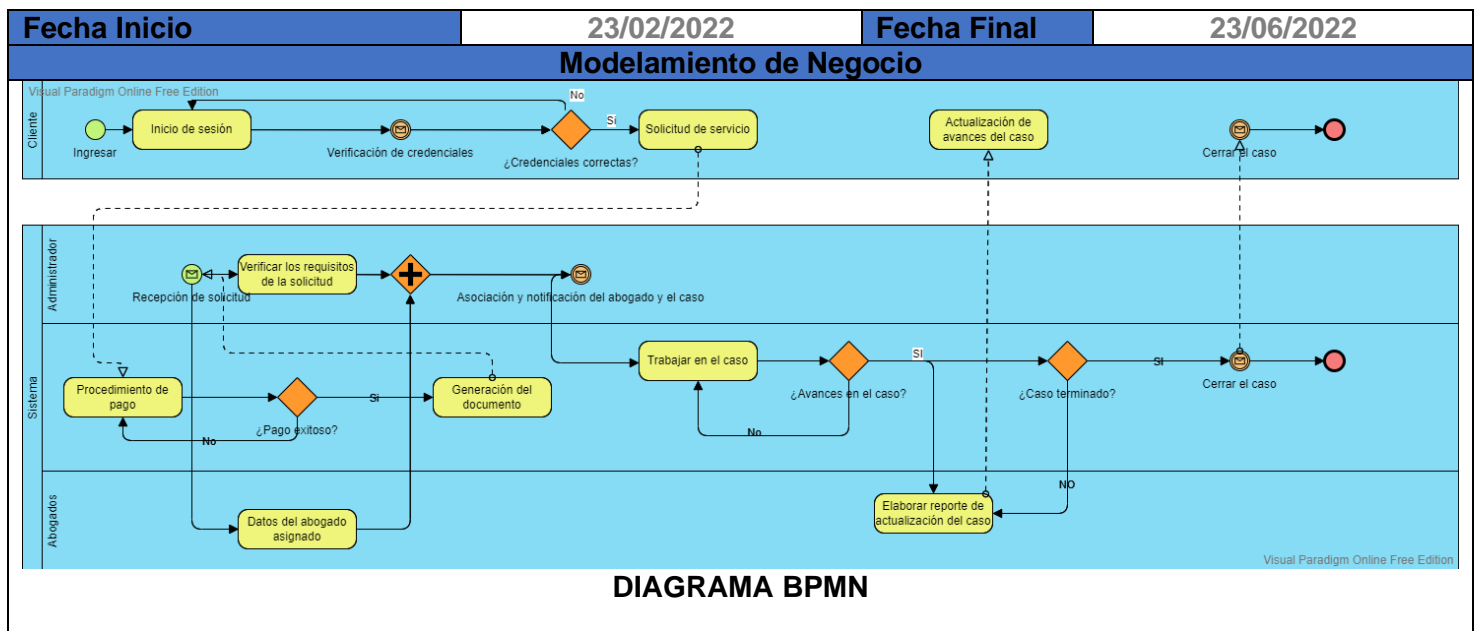 Fecha Inicio 23/02/2022 Fecha Final 23/06/2022
Modelamiento de Negocio
Visual Paradigm Online Free Edition
Cliente
Ingresar
Inicio de sesión
Verificación de credenciales
No
¿Credenciales correctas?
Si
Solicitud de servicio
Actualización de
avances del caso
Cerrar el caso
Sistema
Administrador
Recepción de solicitud
Verificar los requisitos
de la solicitud
Asociación y notificación del abogado y el caso
Procedimiento de
pago
¿Pago exitoso?
No
Si
Generación del
documento
Trabajar en el caso
¿Avances en el caso?
No
SI
¿Caso terminado?
SI
NO
Cerrar el caso
Abogados
Datos del abogado
asignado
Elaborar reporte de
actualización del caso
Visual Paradigm Online Free Edition
DIAGRAMA BPMN